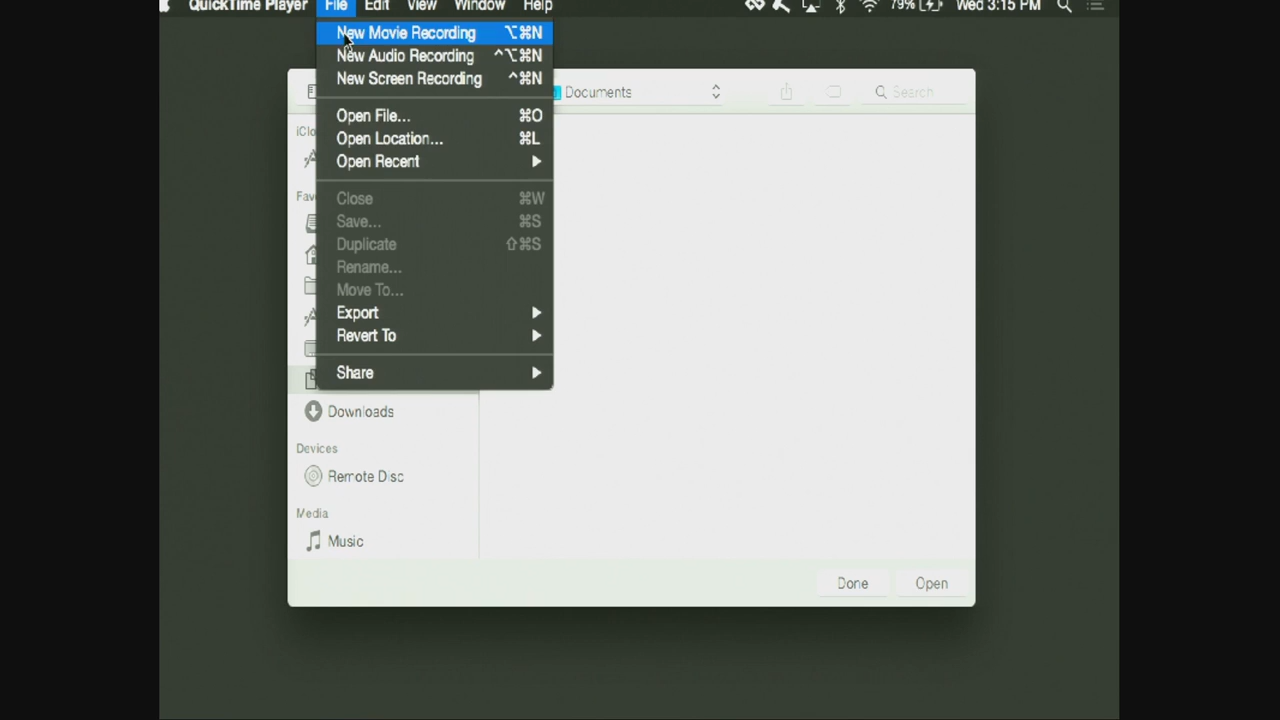 QuickTime Player File Edit View Window Help 79% Wed 3:15 PM
New Movie Recording ⌥⌘N
New Audio Recording ^⌥⌘N
New Screen Recording ^⌘N
Documents
Search
Open File... ⌘O
Open Location... ⌘L
Open Recent
Close ⌘W
Save... ⌘S
Duplicate ⇧⌘S
Rename...
Move To...
Export
Revert To
Share
Downloads
Devices
Remote Disc
Media
Music
Done Open